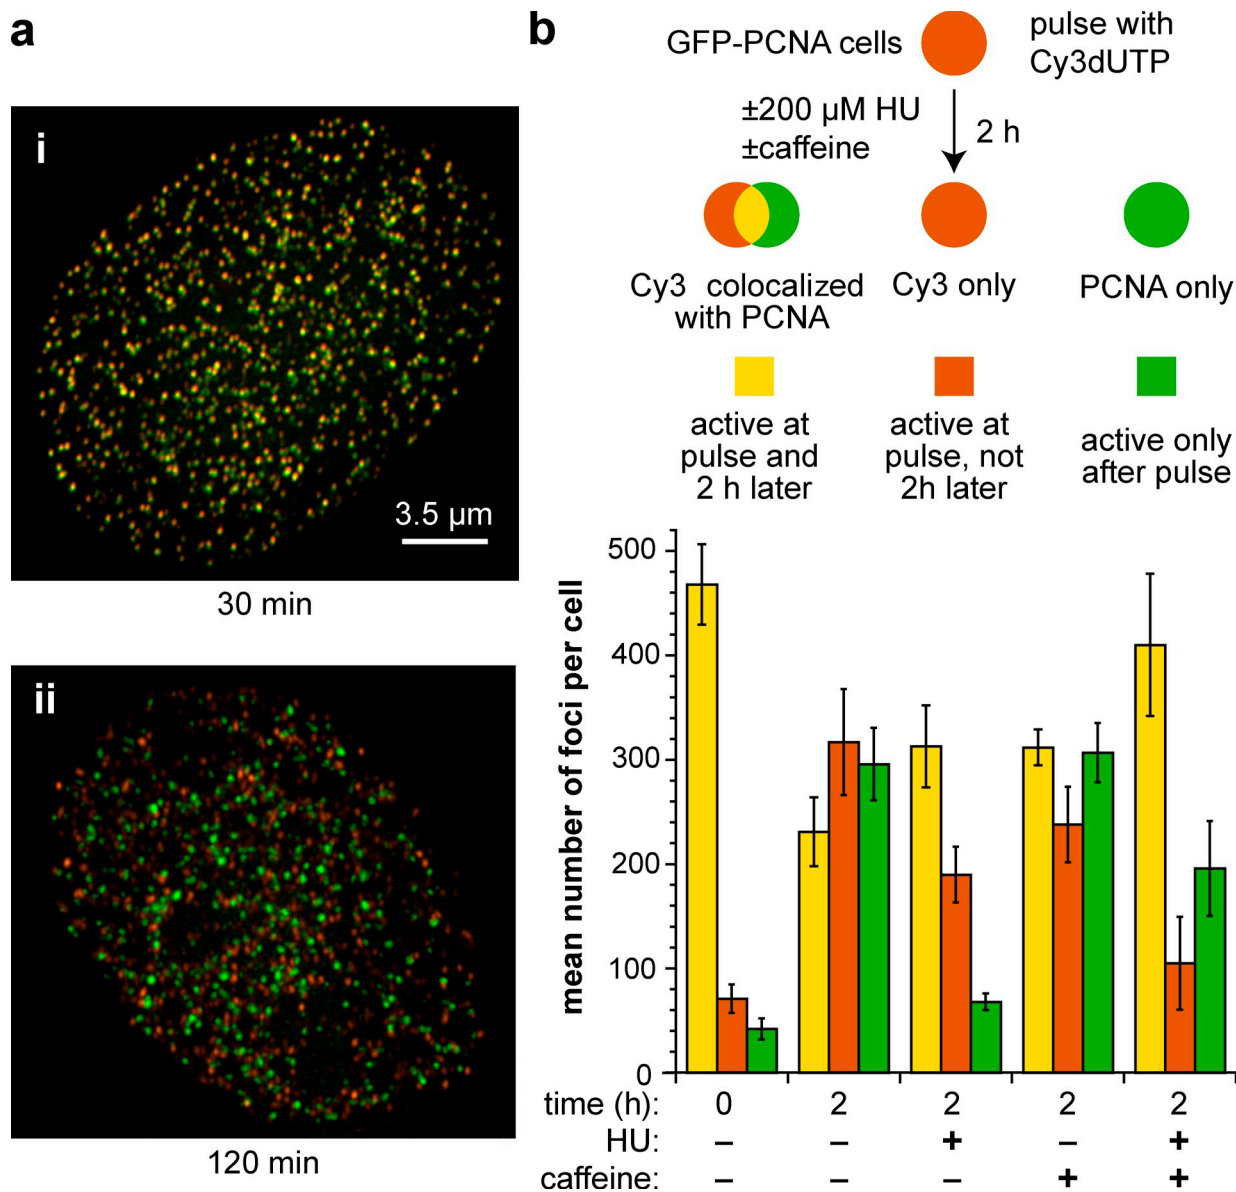 a
i
3.5 µm
30 min
ii
120 min
b
GFP-PCNA cells
pulse with
Cy3dUTP
±200 µM HU
±caffeine
2 h
Cy3 colocalized
with PCNA
Cy3 only
PCNA only
active at
pulse and
2 h later
active at
pulse, not
2h later
active only
after pulse
mean number of foci per cell
500
400
300
200
100
0
time (h): 0 2 2 2 2
HU: – – + – +
caffeine: – – – + +